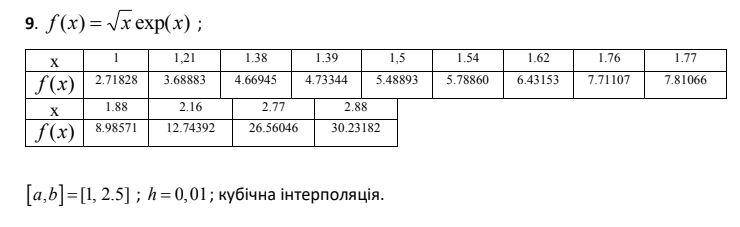 9. f(x) = √x exp(x) ;
x 1 1,21 1.38 1.39 1,5 1.54 1.62 1.76 1.77
f(x) 2.71828 3.68883 4.66945 4.73344 5.48893 5.78860 6.43153 7.71107 7.81066
x 1.88 2.16 2.77 2.88
f(x) 8.98571 12.74392 26.56046 30.23182
[a,b]=[1, 2.5] ; h = 0,01; кубічна інтерполяція.